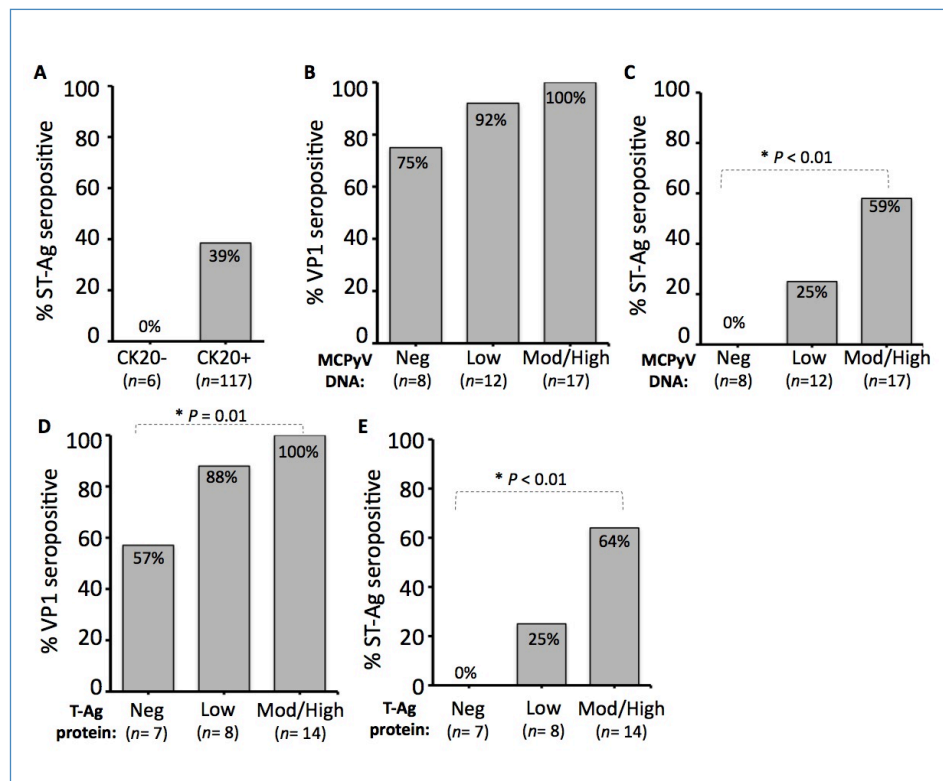 A
% ST-Ag seropositive
100
80
60
40
20
0
0%
39%
CK20- CK20+
(n=6) (n=117)
B
% VP1 seropositive
100
80
60
40
20
0
75%
92%
100%
MCPyV DNA:
Neg Low Mod/High
(n=8) (n=12) (n=17)
C
% ST-Ag seropositive
100
80
60
40
20
0
* P < 0.01
0%
25%
59%
MCPyV DNA:
Neg Low Mod/High
(n=8) (n=12) (n=17)
D
% VP1 seropositive
100
80
60
40
20
0
* P = 0.01
57%
88%
100%
T-Ag protein:
Neg Low Mod/High
(n= 7) (n= 8) (n= 14)
E
% ST-Ag seropositive
100
80
60
40
20
0
* P < 0.01
0%
25%
64%
T-Ag protein:
Neg Low Mod/High
(n= 7) (n= 8) (n= 14)